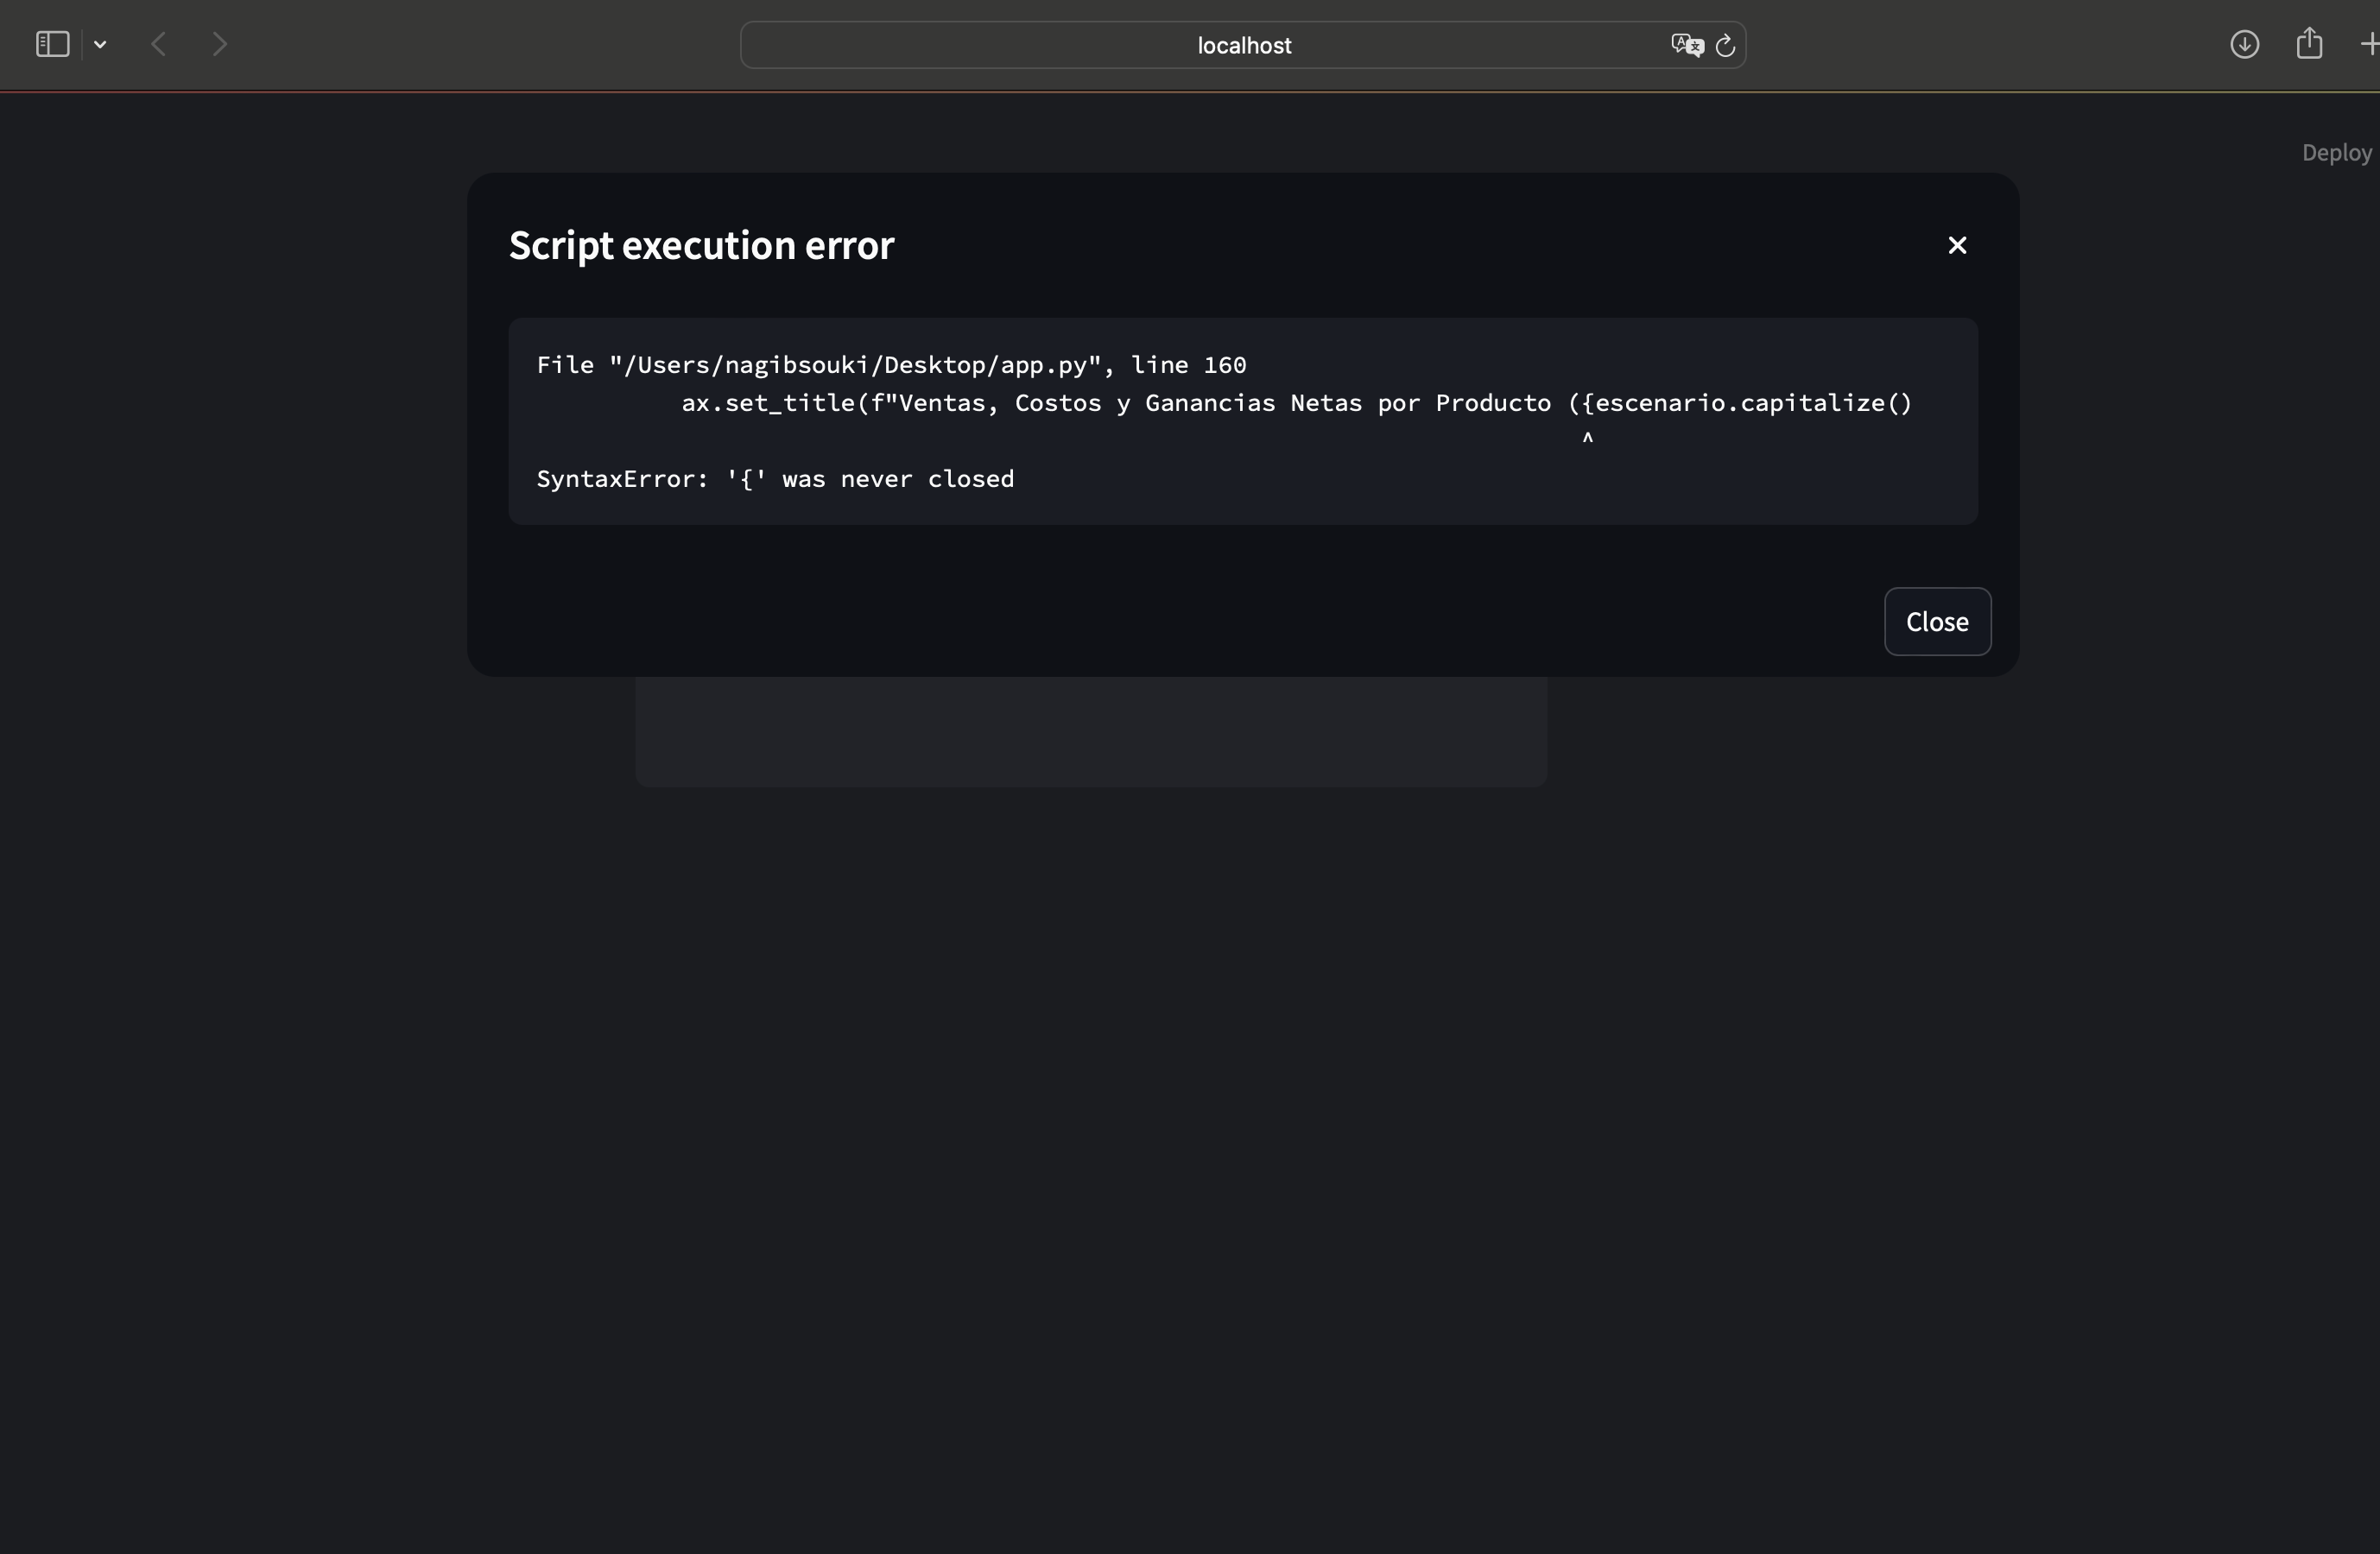 localhost
Deploy
Script execution error
File "/Users/nagibsouki/Desktop/app.py", line 160
ax.set_title(f"Ventas, Costos y Ganancias Netas por Producto ({escenario.capitalize()
^
SyntaxError: '{' was never closed
Close